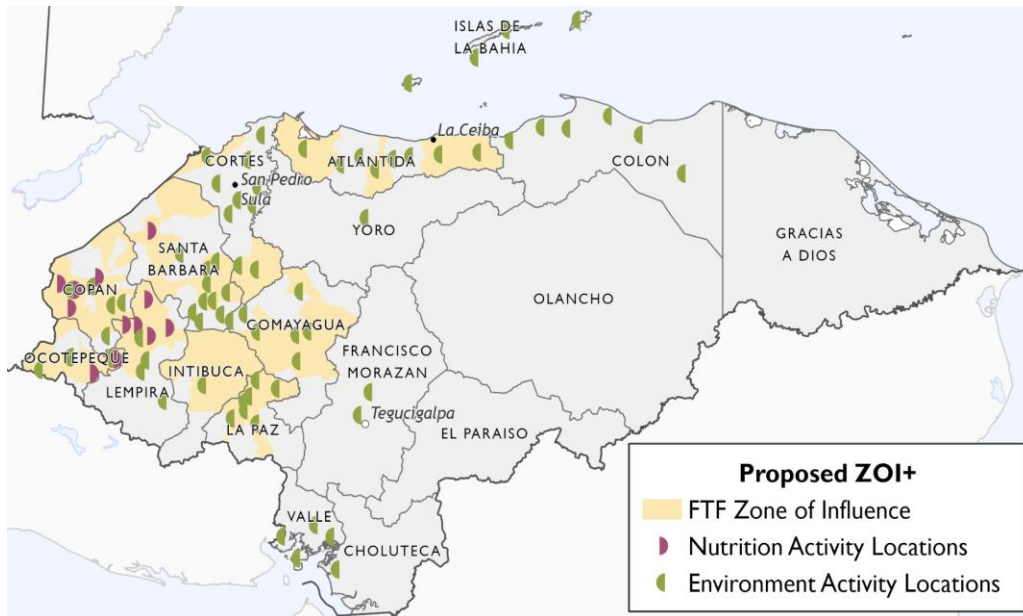 ISLAS DE
LA BAHIA
La Ceiba
CORTES
ATLANTIDA
COLON
San Pedro
Sula
YORO
GRACIAS
A DIOS
SANTA
BARBARA
COPAN
OLANCHO
COMAYAGUA
FRANCISCO
MORAZAN
OCOTEPEQUE
INTIBUCA
LEMPIRA
Tegucigalpa
LA PAZ
EL PARAISO
VALLE
CHOLUTECA
Proposed ZOI+
FTF Zone of Influence
Nutrition Activity Locations
Environment Activity Locations